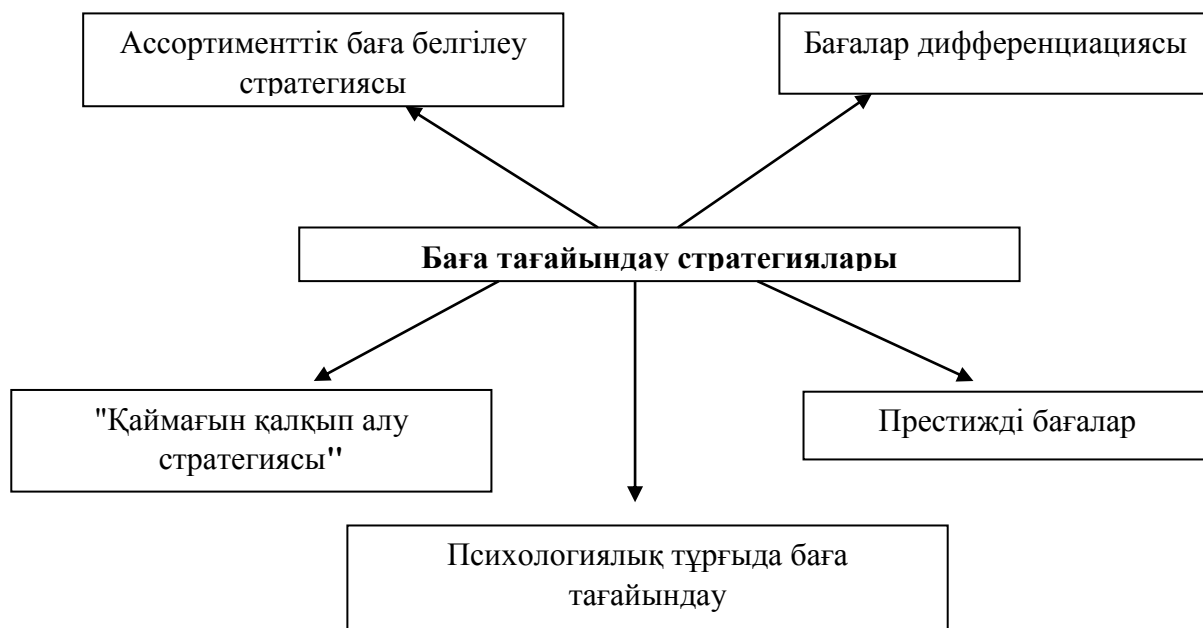 Ассортименттік баға белгілеу
стратегиясы
Бағалар дифференциациясы
Баға тағайындау стратегиялары
"Қаймағын қалқып алу
стратегиясы"
Престижді бағалар
Психологиялық тұрғыда баға
тағайындау